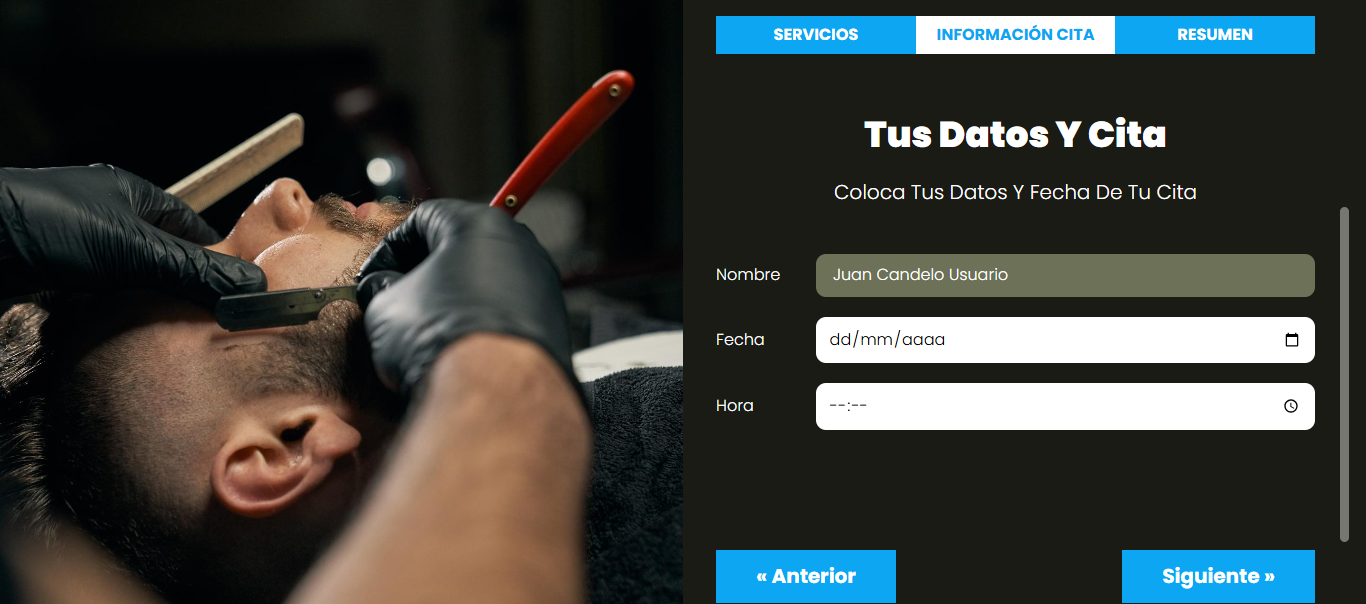 SERVICIOS INFORMACIÓN CITA RESUMEN
Tus Datos Y Cita
Coloca Tus Datos Y Fecha De Tu Cita
Nombre Juan Candelo Usuario
Fecha dd/mm/aaaa
Hora --:--
« Anterior Siguiente »